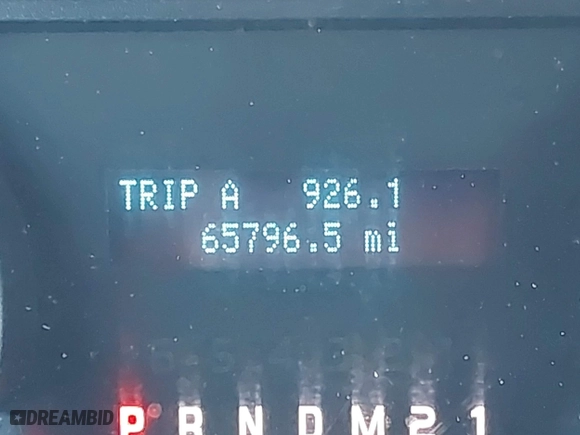 TRIP A 926.1
65796.5 mi
P R N D M 2 1
DREAMBID